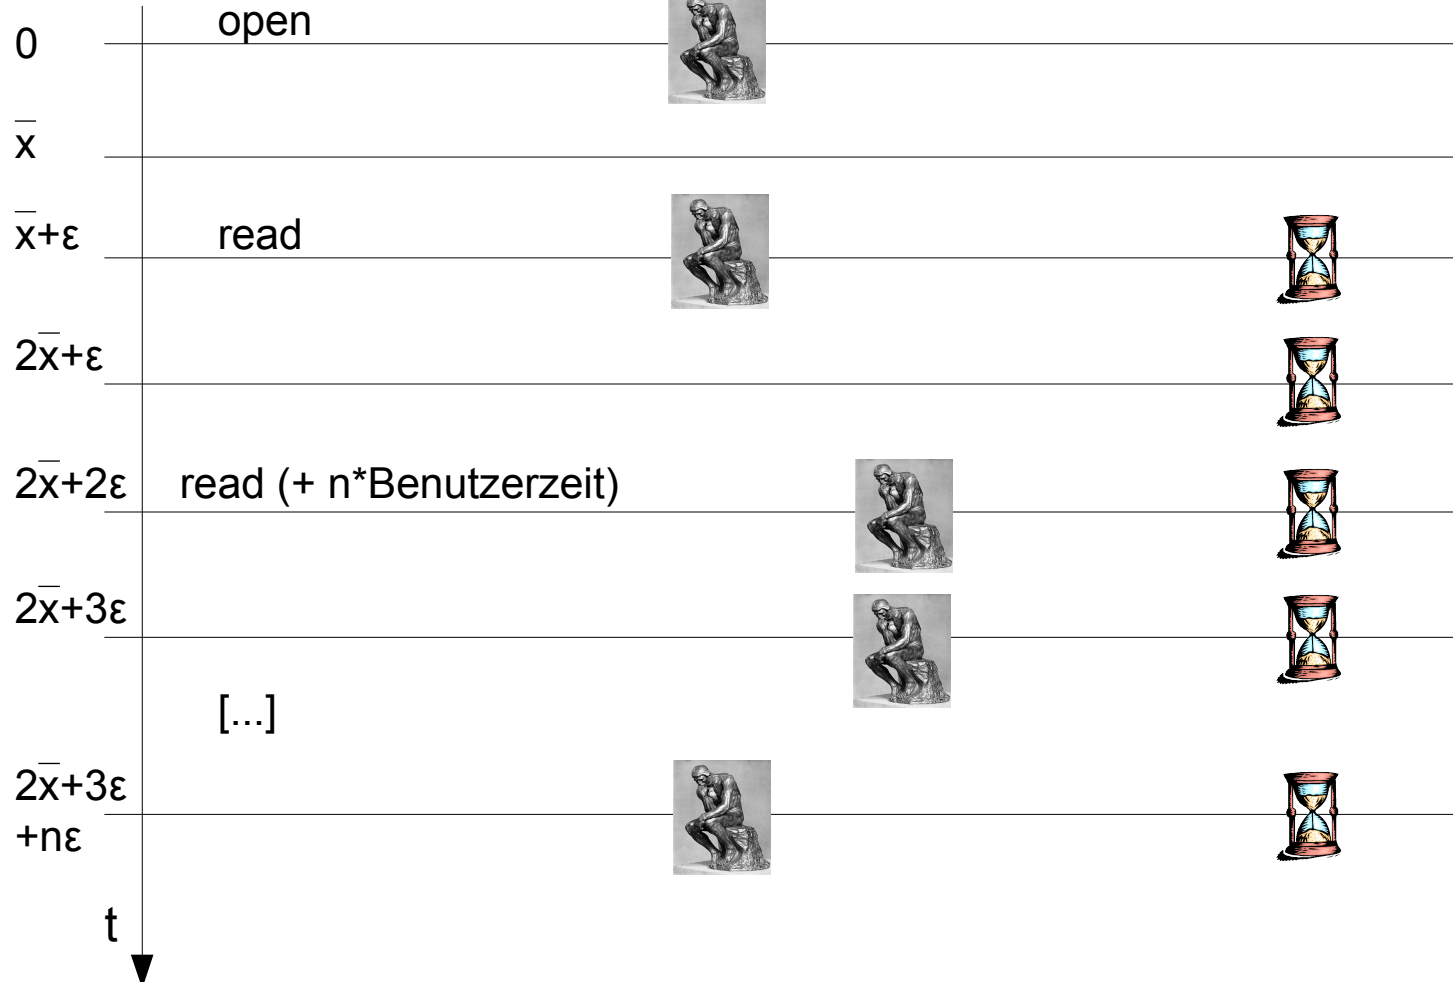 open
0
x̅
x̅+ε
read
2x̅+ε
2x̅+2ε
read (+ n*Benutzerzeit)
2x̅+3ε
[...]
2x̅+3ε
+nε
t